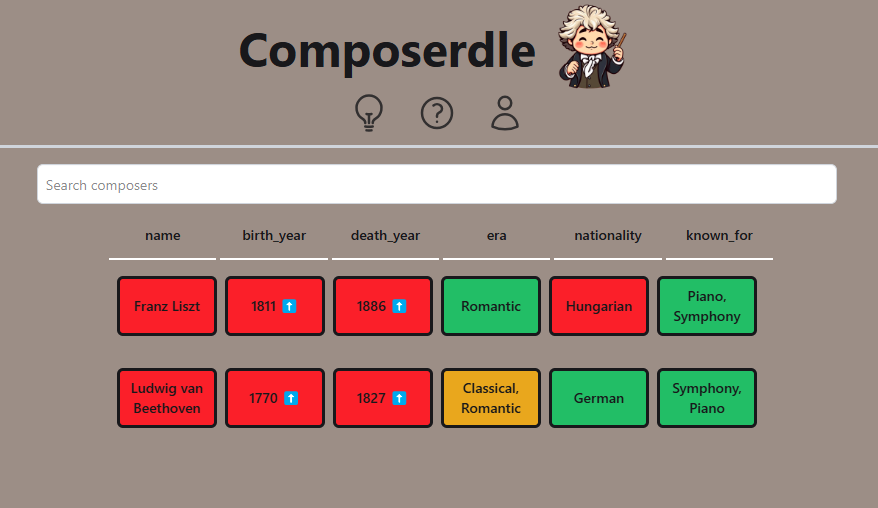 Composerdle
?
Search composers
name birth_year death_year era nationality known_for
Franz Liszt 1811 ⬆ 1886 ⬆ Romantic Hungarian Piano,
Symphony
Ludwig van
Beethoven 1770 ⬆ 1827 ⬆ Classical,
Romantic German Symphony,
Piano